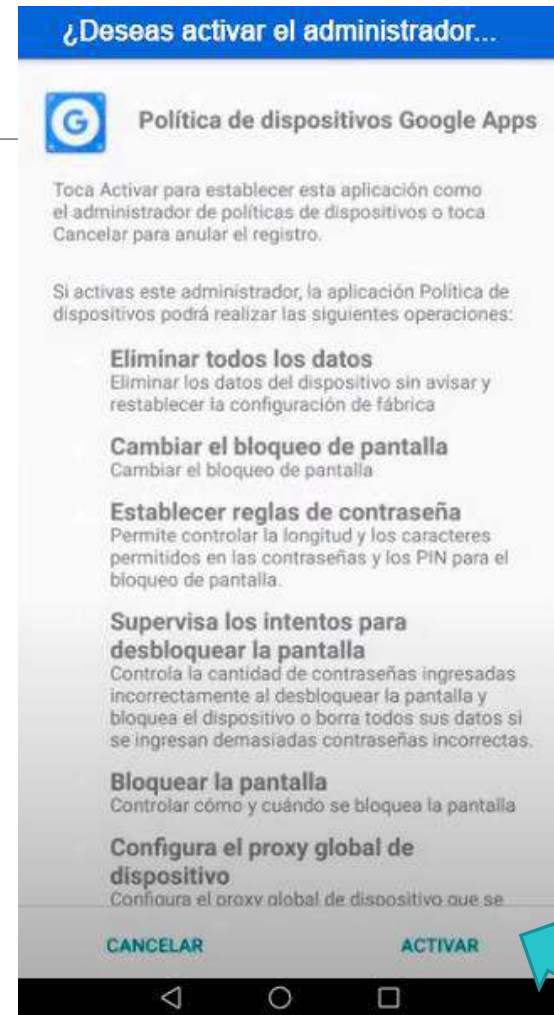 ¿Deseas activar el administrador...
G
Política de dispositivos Google Apps
Toca Activar para establecer esta aplicación como
el administrador de políticas de dispositivos o toca
Cancelar para anular el registro.
Si activas este administrador, la aplicación Política de
dispositivos podrá realizar las siguientes operaciones:
Eliminar todos los datos
Eliminar los datos del dispositivo sin avisar y
restablecer la configuración de fábrica
Cambiar el bloqueo de pantalla
Cambiar el bloqueo de pantalla
Establecer reglas de contraseña
Permite controlar la longitud y los caracteres
permitidos en las contraseñas y los PIN para el
bloqueo de pantalla.
Supervisa los intentos para
desbloquear la pantalla
Controla la cantidad de contraseñas ingresadas
incorrectamente al desbloquear la pantalla y
bloquea el dispositivo o borra todos sus datos si
se ingresan demasiadas contraseñas incorrectas.
Bloquear la pantalla
Controlar cómo y cuándo se bloquea la pantalla
Configura el proxy global de
dispositivo
Configura el proxy global de dispositivo que se
CANCELAR
ACTIVAR